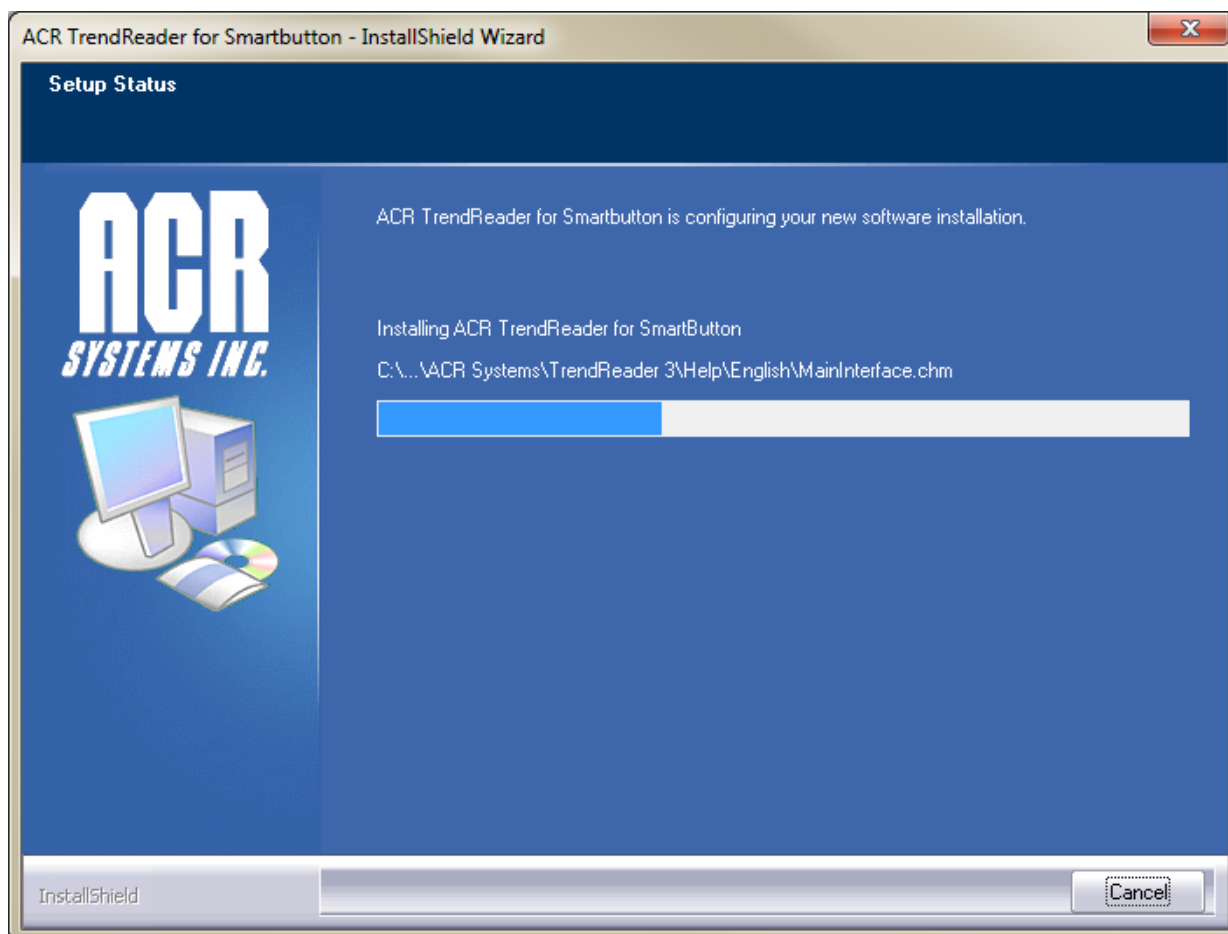 ACR TrendReader for Smartbutton - InstallShield Wizard
Setup Status
ACR
SYSTEMS INC.
ACR TrendReader for Smartbutton is configuring your new software installation.
Installing ACR TrendReader for SmartButton
C:\...\ACR Systems\TrendReader 3\Help\English\MainInterface.chm
InstallShield
Cancel